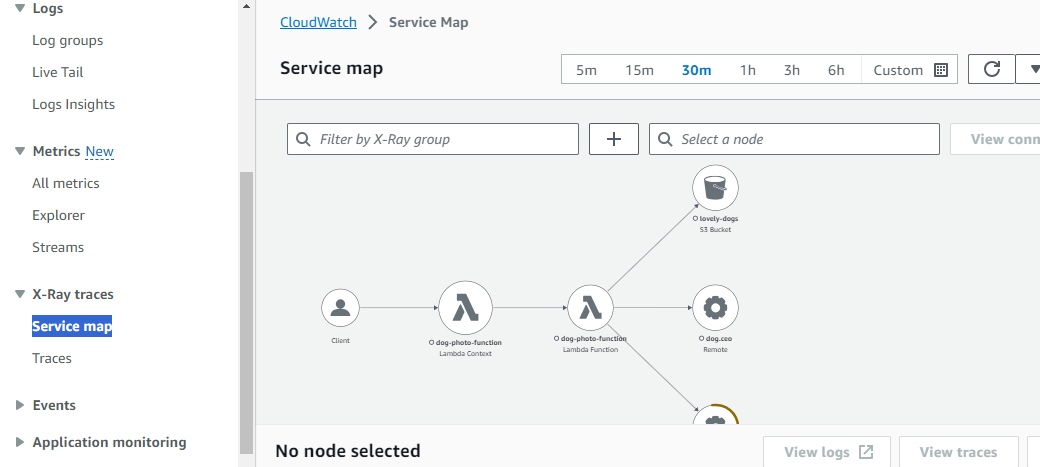 Logs
Log groups
Live Tail
Logs Insights
Metrics New
All metrics
Explorer
Streams
X-Ray traces
Service map
Traces
Events
Application monitoring
CloudWatch Service Map
Service map
5m 15m 30m 1h 3h 6h Custom
Filter by X-Ray group
Select a node
View conn
lovely-dogs
S3 Bucket
Client
dog-photo-function
Lambda Context
dog-photo-function
Lambda Function
dog.ceo
Remote
No node selected
View logs
View traces